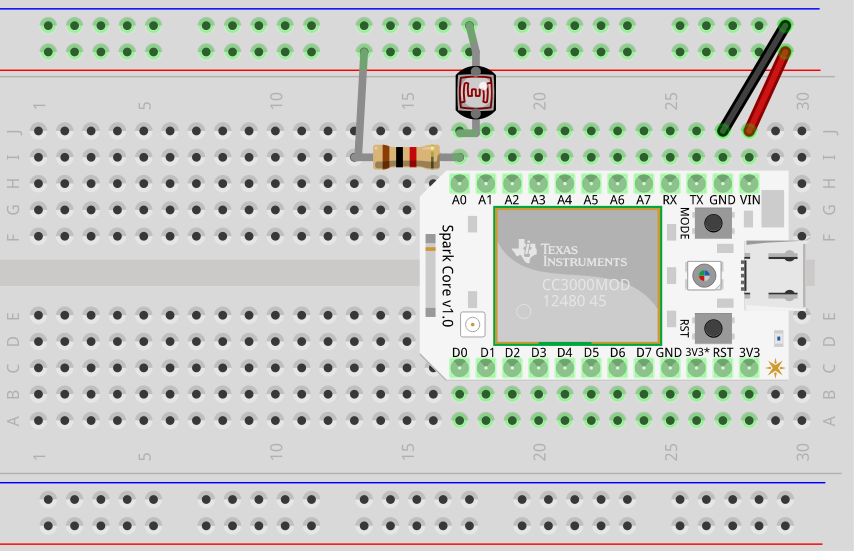 1 5 10 15 20 25 30
J J
I I
H H
G G
F F
A0 A1 A2 A3 A4 A5 A6 A7 RX TX GND VIN
MODE
Spark Core v1.0
TEXAS
INSTRUMENTS
CC3000MOD
12480 45
RST
E E
D D
C C
B B
A A
D0 D1 D2 D3 D4 D5 D6 D7 GND 3V3* RST 3V3
1 5 10 15 20 25 30